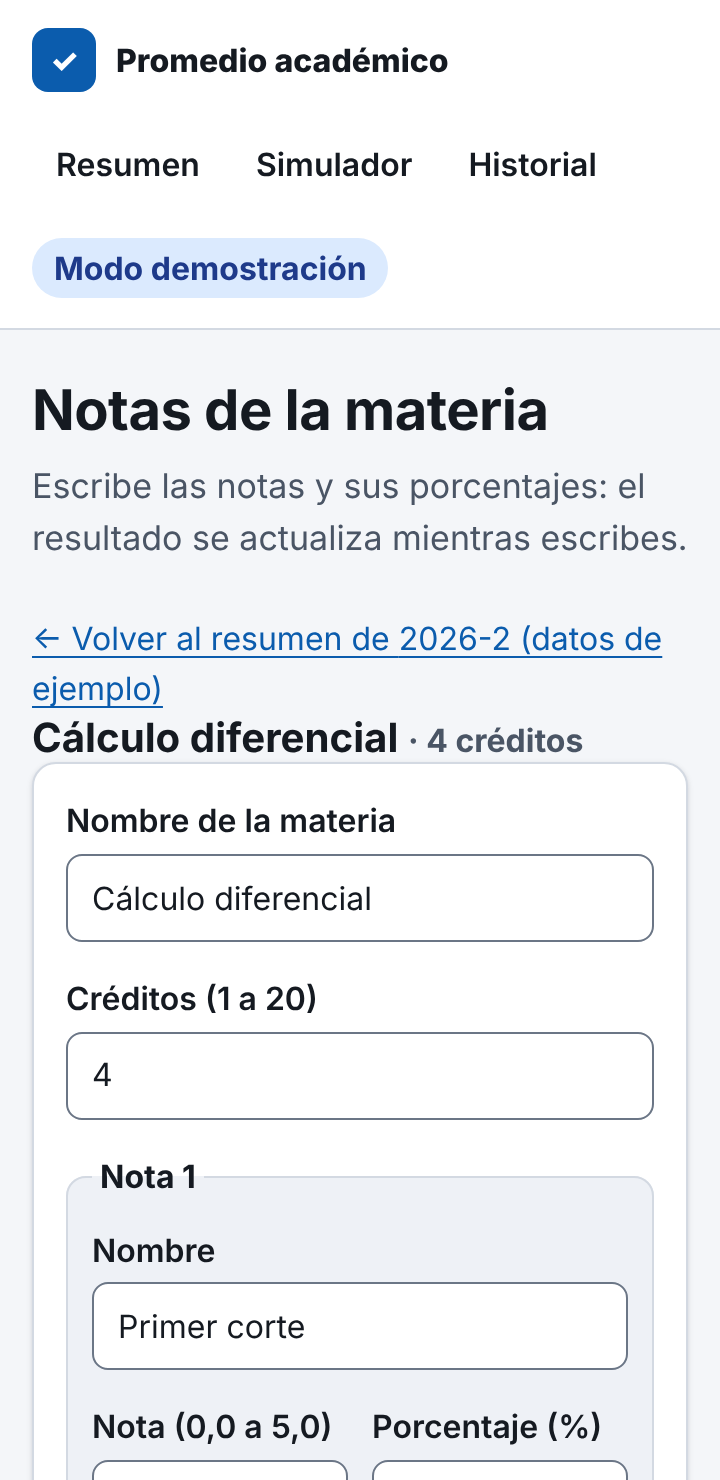 Promedio académico
Resumen Simulador Historial
Modo demostración
Notas de la materia
Escribe las notas y sus porcentajes: el
resultado se actualiza mientras escribes.
← Volver al resumen de 2026-2 (datos de
ejemplo)
Cálculo diferencial · 4 créditos
Nombre de la materia
Cálculo diferencial
Créditos (1 a 20)
4
Nota 1
Nombre
Primer corte
Nota (0,0 a 5,0) Porcentaje (%)